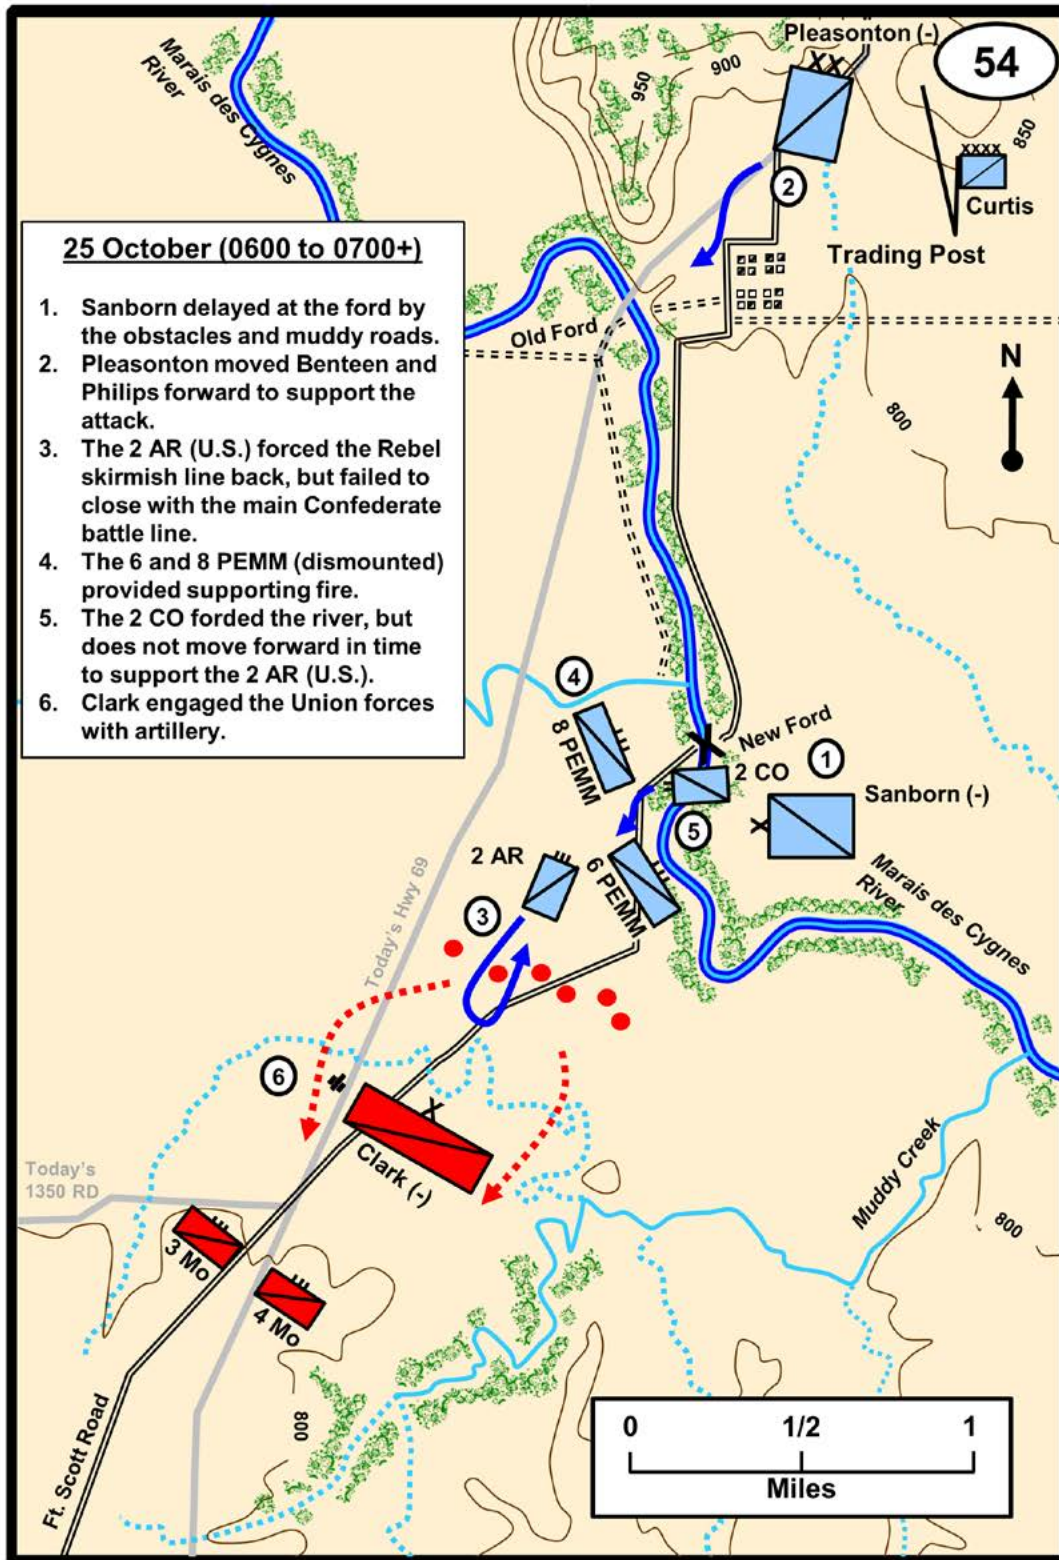 Pleasonton (-)
54
Marais des Cygnes
River
950
900
850
XX
XXXX
Curtis
2
Trading Post
25 October (0600 to 0700+)
1. Sanborn delayed at the ford by
the obstacles and muddy roads.
2. Pleasonton moved Benteen and
Philips forward to support the
attack.
3. The 2 AR (U.S.) forced the Rebel
skirmish line back, but failed to
close with the main Confederate
battle line.
4. The 6 and 8 PEMM (dismounted)
provided supporting fire.
5. The 2 CO forded the river, but
does not move forward in time
to support the 2 AR (U.S.).
6. Clark engaged the Union forces
with artillery.
Old Ford
N
800
4
8 PEMM
New Ford
2 CO
1
Sanborn (-)
X
5
2 AR
6 PEMM
3
Marais des Cygnes
River
Today's Hwy 69
6
X
Clark (-)
Muddy Creek
Today's
1350 RD
3 Mo
4 Mo
800
800
Ft. Scott Road
0 1/2 1
Miles